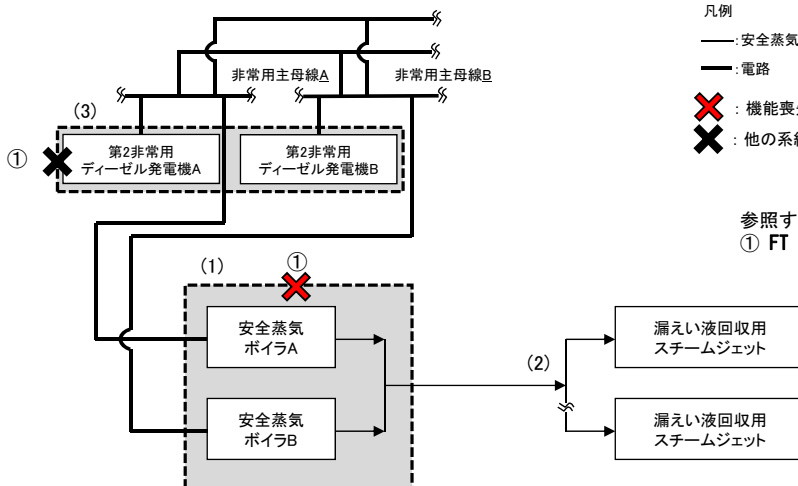 凡例
:安全蒸気
:電路
: 機能喪
: 他の系
非常用主母線A
非常用主母線B
(3)
①
第2非常用
ディーゼル発電機A
第2非常用
ディーゼル発電機B
参照す
① FT
(1)
①
安全蒸気
ボイラA
(2)
漏えい液回収用
スチームジェット
安全蒸気
ボイラB
漏えい液回収用
スチームジェット